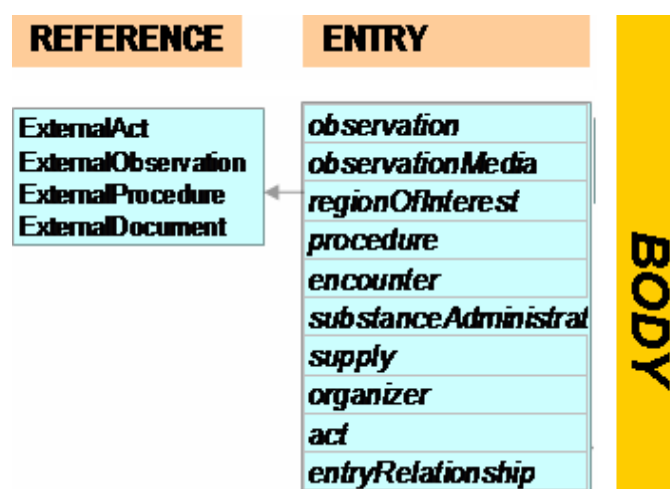 REFERENCE
ENTRY
ExternalAct
ExternalObservation
ExternalProcedure
ExternalDocument
observation
observationMedia
regionOfInterest
procedure
encounter
substanceAdministrat
supply
organizer
act
entryRelationship
BODY